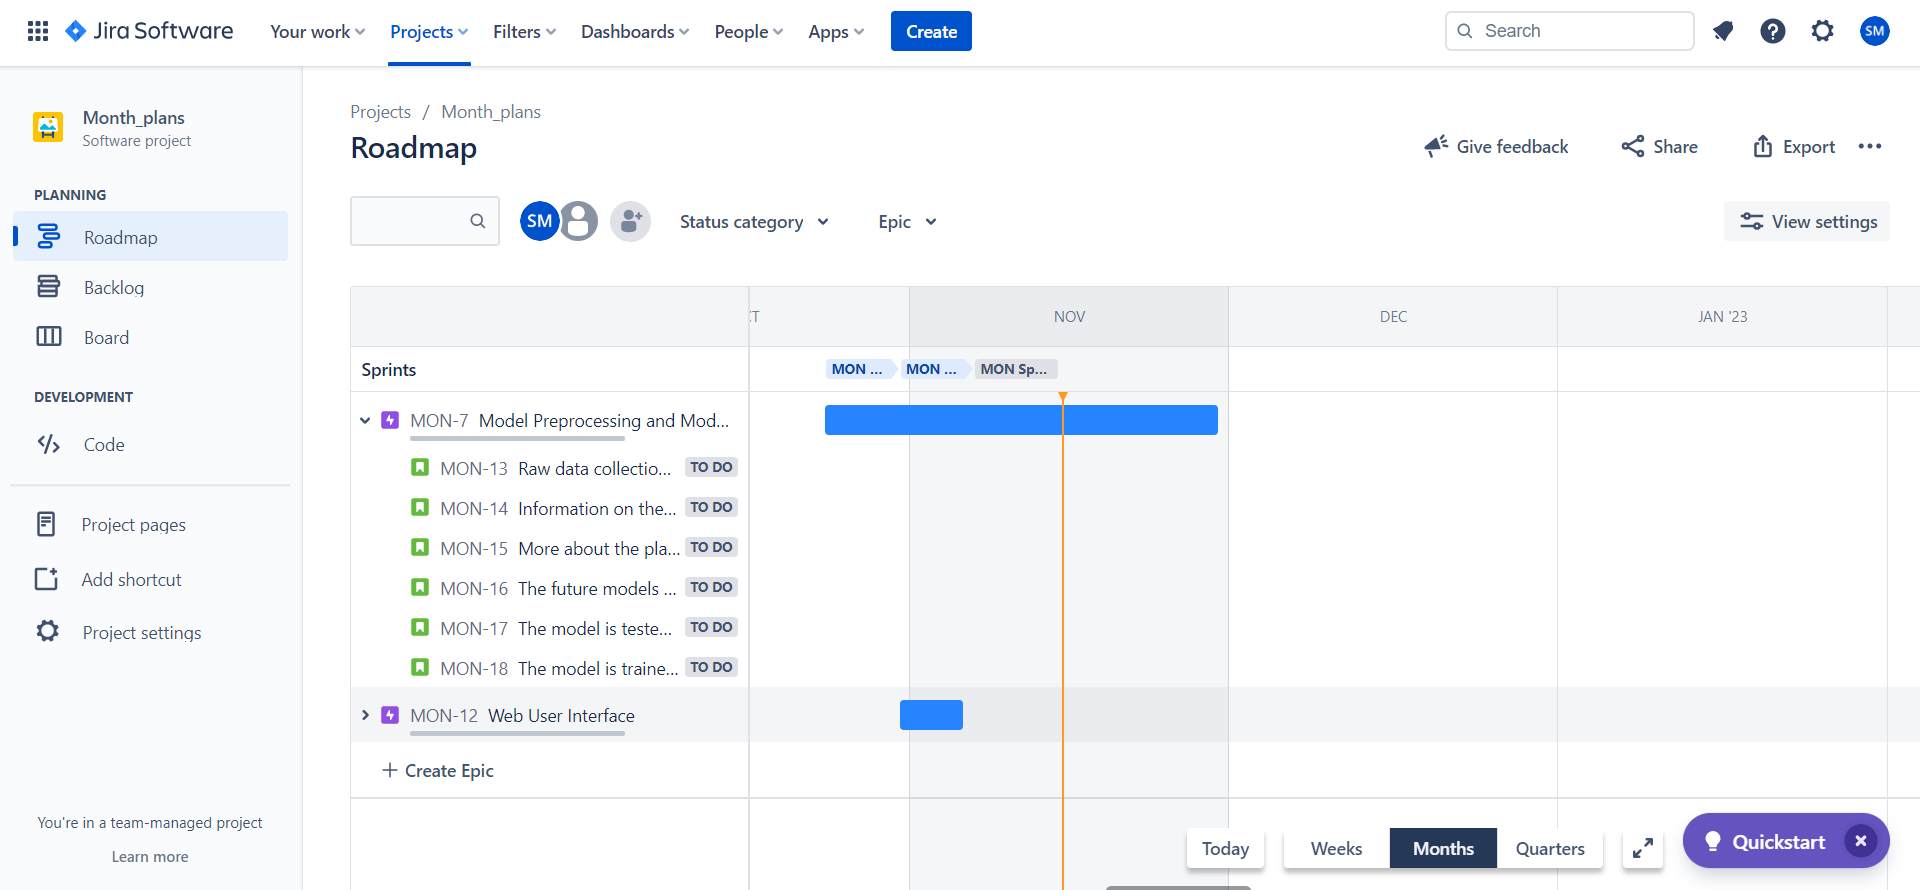 Jira Software
Your work
Projects
Filters
Dashboards
People
Apps
Create
Search
SM
Month_plans
Software project
PLANNING
Roadmap
Backlog
Board
DEVELOPMENT
Code
Project pages
Add shortcut
Project settings
You're in a team-managed project
Learn more
Projects / Month_plans
Roadmap
Give feedback
Share
Export
SM
Status category
Epic
View settings
NOV
DEC
JAN '23
Sprints
MON ...
MON ...
MON Sp...
MON-7 Model Preprocessing and Mod...
MON-13 Raw data collectio... TO DO
MON-14 Information on the... TO DO
MON-15 More about the pla... TO DO
MON-16 The future models ... TO DO
MON-17 The model is teste... TO DO
MON-18 The model is traine... TO DO
MON-12 Web User Interface
+ Create Epic
Today
Weeks
Months
Quarters
Quickstart